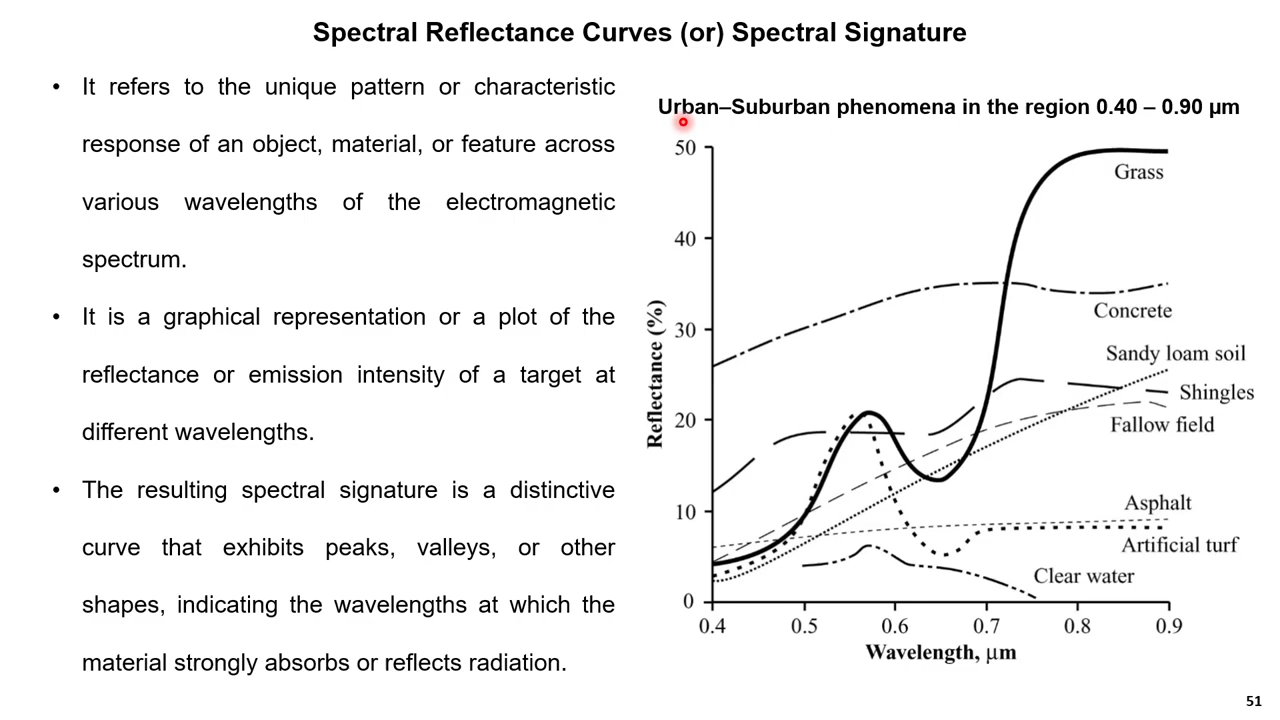 Spectral Reflectance Curves (or) Spectral Signature
• It refers to the unique pattern or characteristic
response of an object, material, or feature across
various wavelengths of the electromagnetic
spectrum.
• It is a graphical representation or a plot of the
reflectance or emission intensity of a target at
different wavelengths.
• The resulting spectral signature is a distinctive
curve that exhibits peaks, valleys, or other
shapes, indicating the wavelengths at which the
material strongly absorbs or reflects radiation.
Urban–Suburban phenomena in the region 0.40 – 0.90 µm
Reflectance (%)
50
40
30
20
10
0
Grass
Concrete
Sandy loam soil
Shingles
Fallow field
Asphalt
Artificial turf
Clear water
0.4 0.5 0.6 0.7 0.8 0.9
Wavelength, µm
51